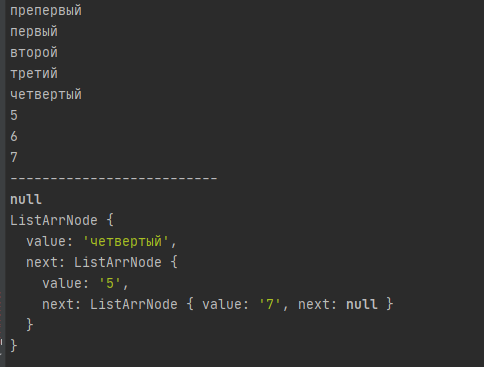 препервый
первый
второй
третий
четвертый
5
6
7
--------------------------
null
ListArrNode {
  value: 'четвертый',
  next: ListArrNode {
    value: '5',
    next: ListArrNode { value: '7', next: null }
  }
}